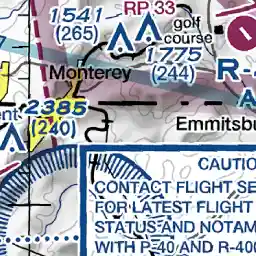 RP 33
1541
(265)
golf
course
1775
(244)
Monterey
R-
2385
(240)
Emmitsbu
CAUTIO
CONTACT FLIGHT SE
FOR LATEST FLIGHT
STATUS AND NOTAM
WITH P-40 AND R-400